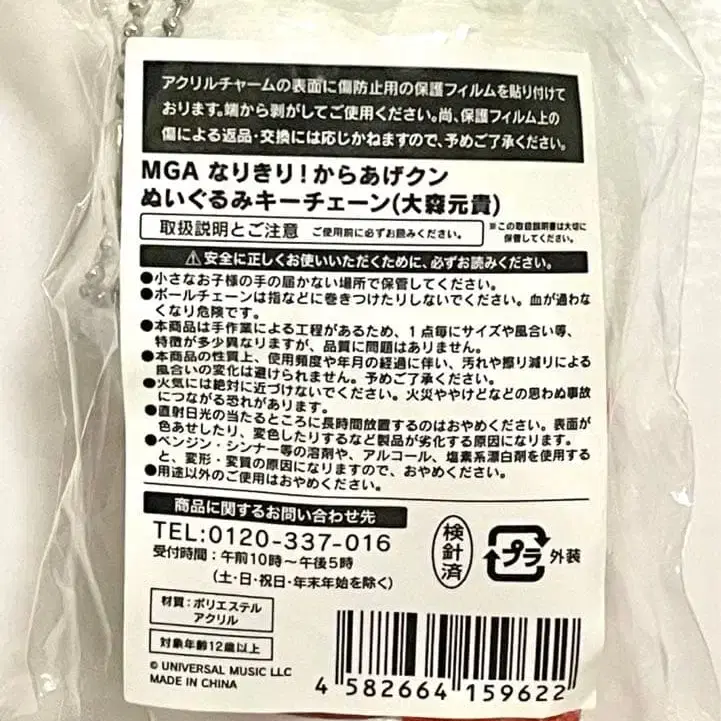 アクリルチャームの表面に傷防止用の保護フィルムを貼り付けて
おります。端から剥がしてご使用ください。尚、保護フィルム上の
傷による返品・交換には応じかねますので、予めご了承ください。
MGA なりきり!からあげクン
ぬいぐるみキーチェーン(大森元貴)
取扱説明とご注意 ご使用前に必ずお読みください。
※この取扱説明書は大切に
保管してください。
⚠安全に正しくお使いいただくために、必ずお読みください。
●小さなお子様の手の届かない場所で保管してください。
●ボールチェーンは指などに巻きつけたりしないでください。血が通わな
くなり危険です。
●本商品は手作業による工程があるため、1点毎にサイズや風合い等、
特徴が多少異なりますが、品質に問題はありません。
●本商品の性質上、使用頻度や年月の経過に伴い、汚れや擦り減りによる
風合いの変化は避けられません。予めご了承ください。
●火気には絶対に近づけないでください。火災ややけどなどの思わぬ事故
につながる恐れがあります。
●直射日光の当たるところに長時間放置するのはおやめください。表面が
色あせしたり、変色したりするなど製品が劣化する原因になります。
●ベンジン・シンナー等の溶剤や、アルコール、塩素系漂白剤を使用する
と、変形・変質の原因になりますので、おやめください。
●用途以外のご使用はおやめください。
商品に関するお問い合わせ先
TEL:0120-337-016
受付時間:午前10時~午後5時
(土・日・祝日・年末年始を除く)
検針済
プラ 外装
材質:ポリエステル
アクリル
対象年齢12歳以上
© UNIVERSAL MUSIC LLC
MADE IN CHINA
4 582664 159622